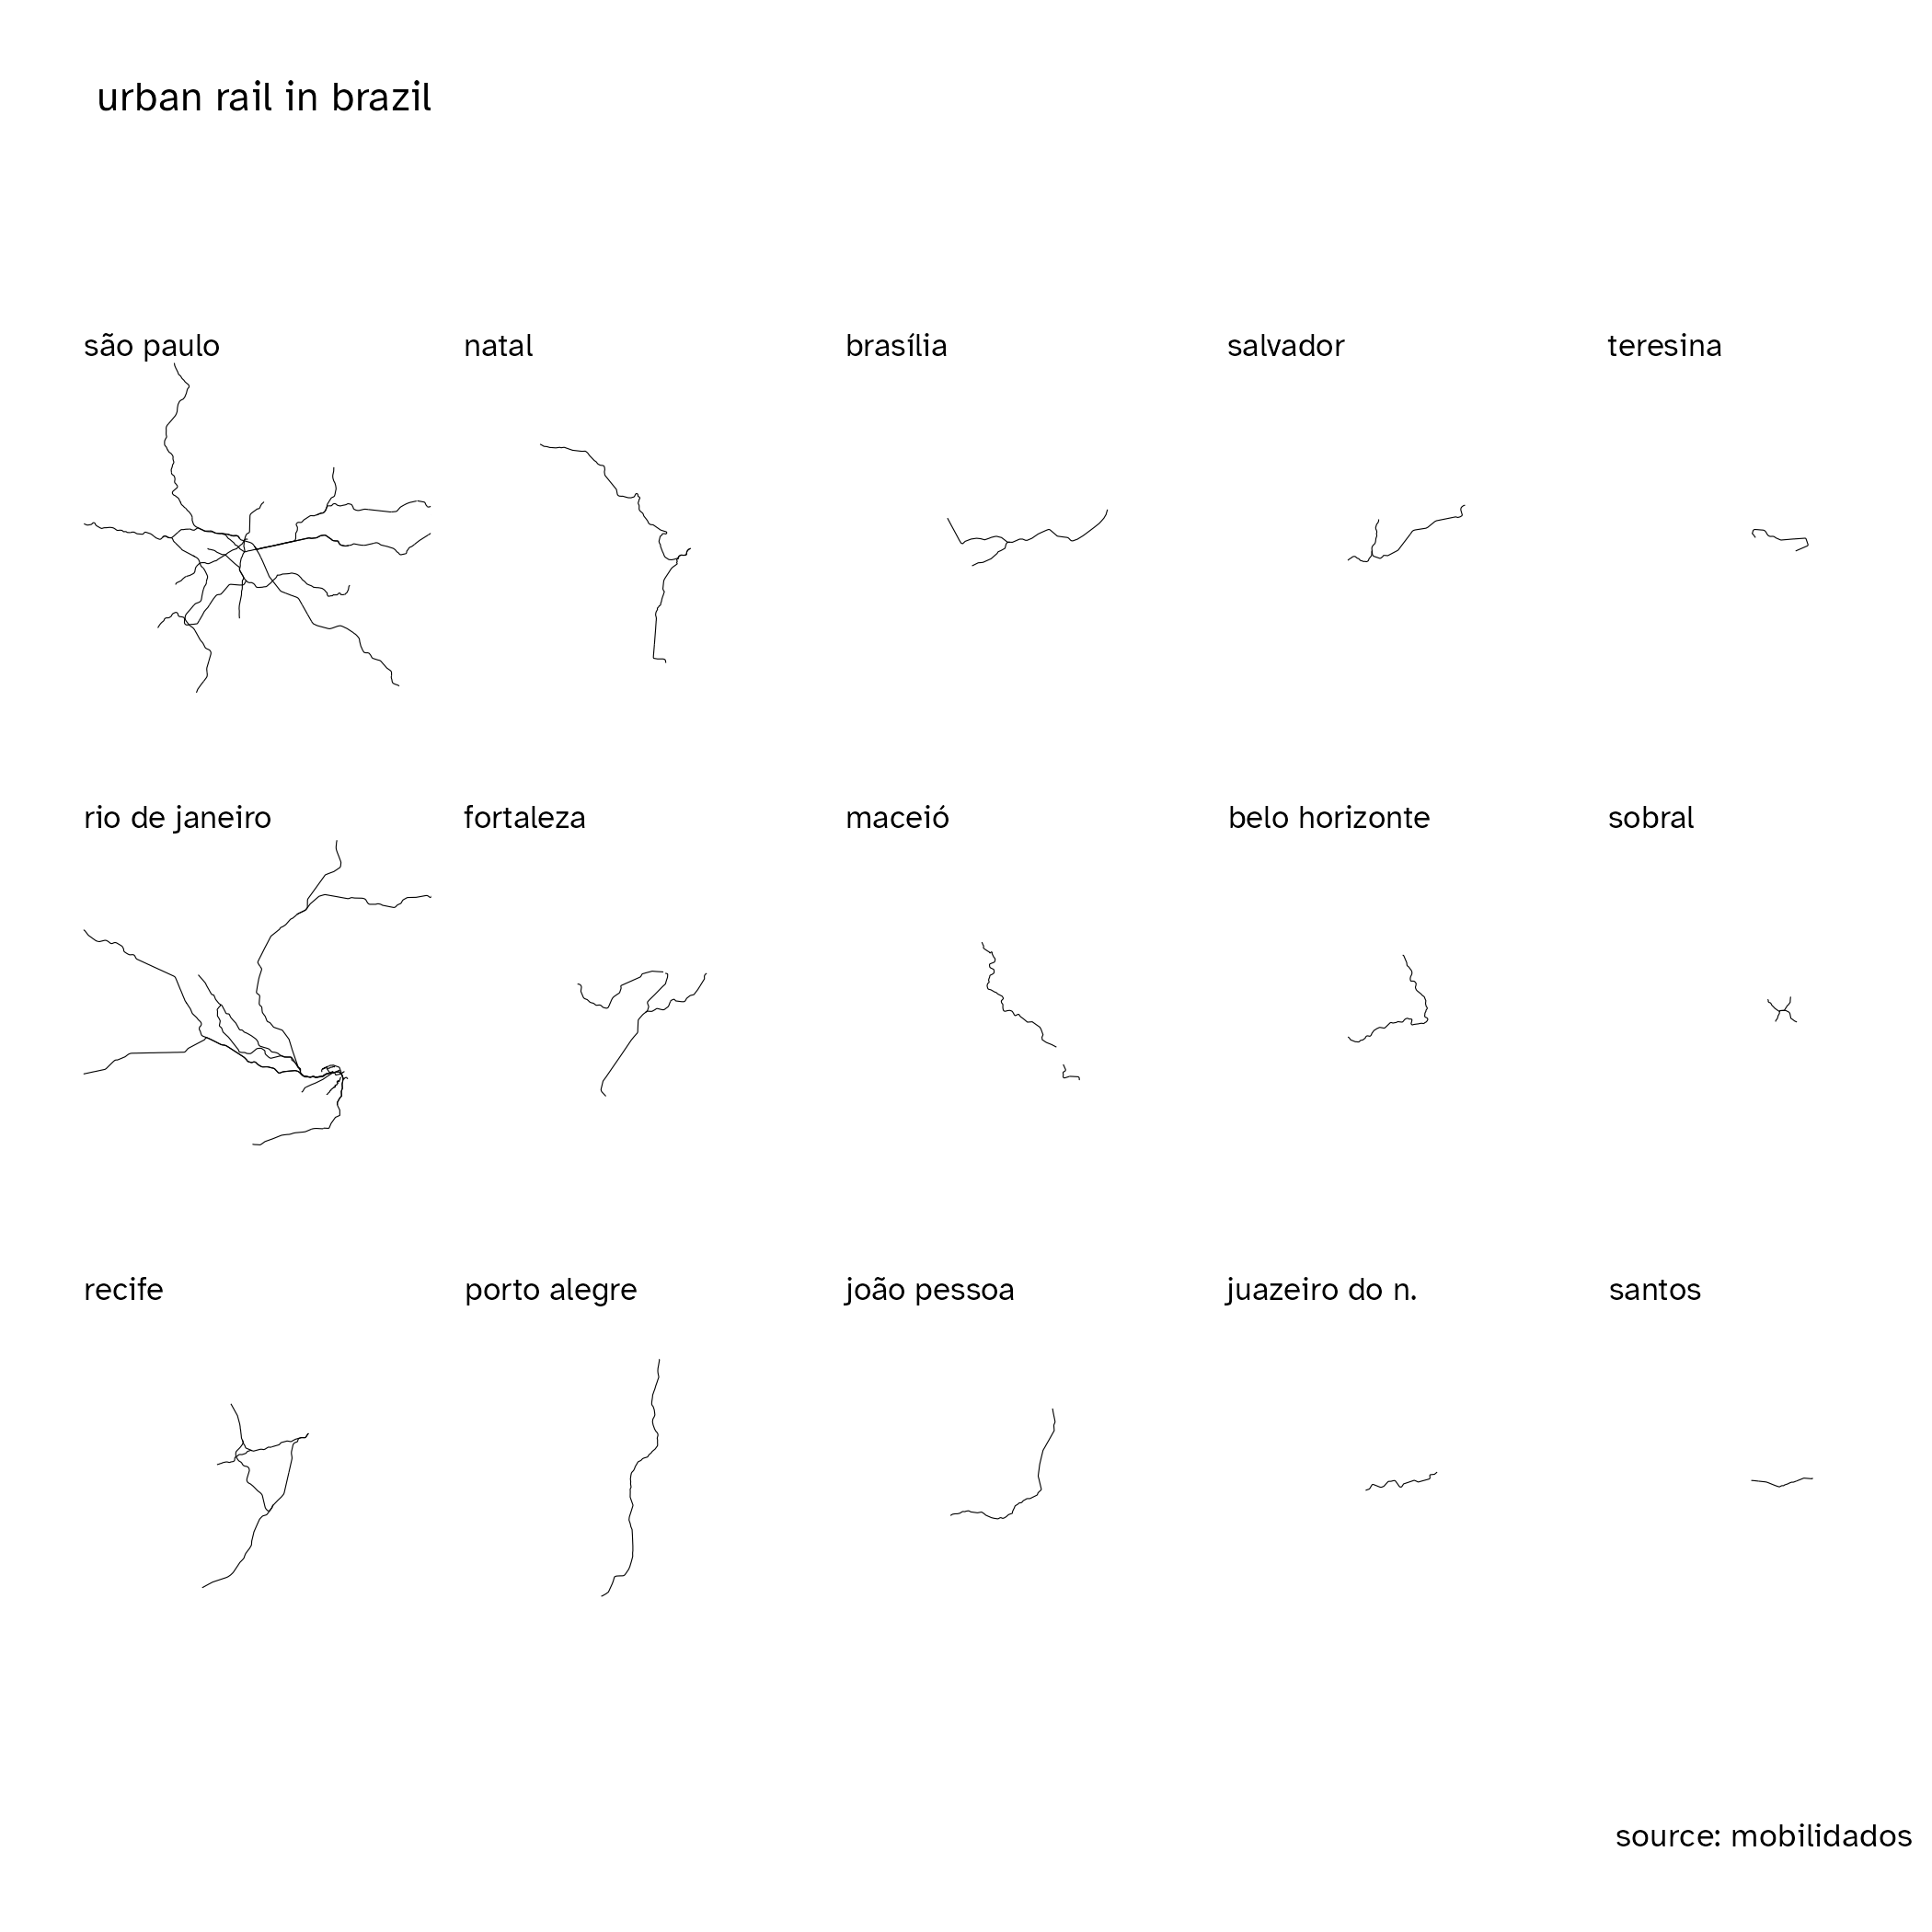 urban rail in brazil
são paulo
natal
brasília
salvador
teresina
rio de janeiro
fortaleza
maceió
belo horizonte
sobral
recife
porto alegre
joão pessoa
juazeiro do n.
santos
source: mobilidados